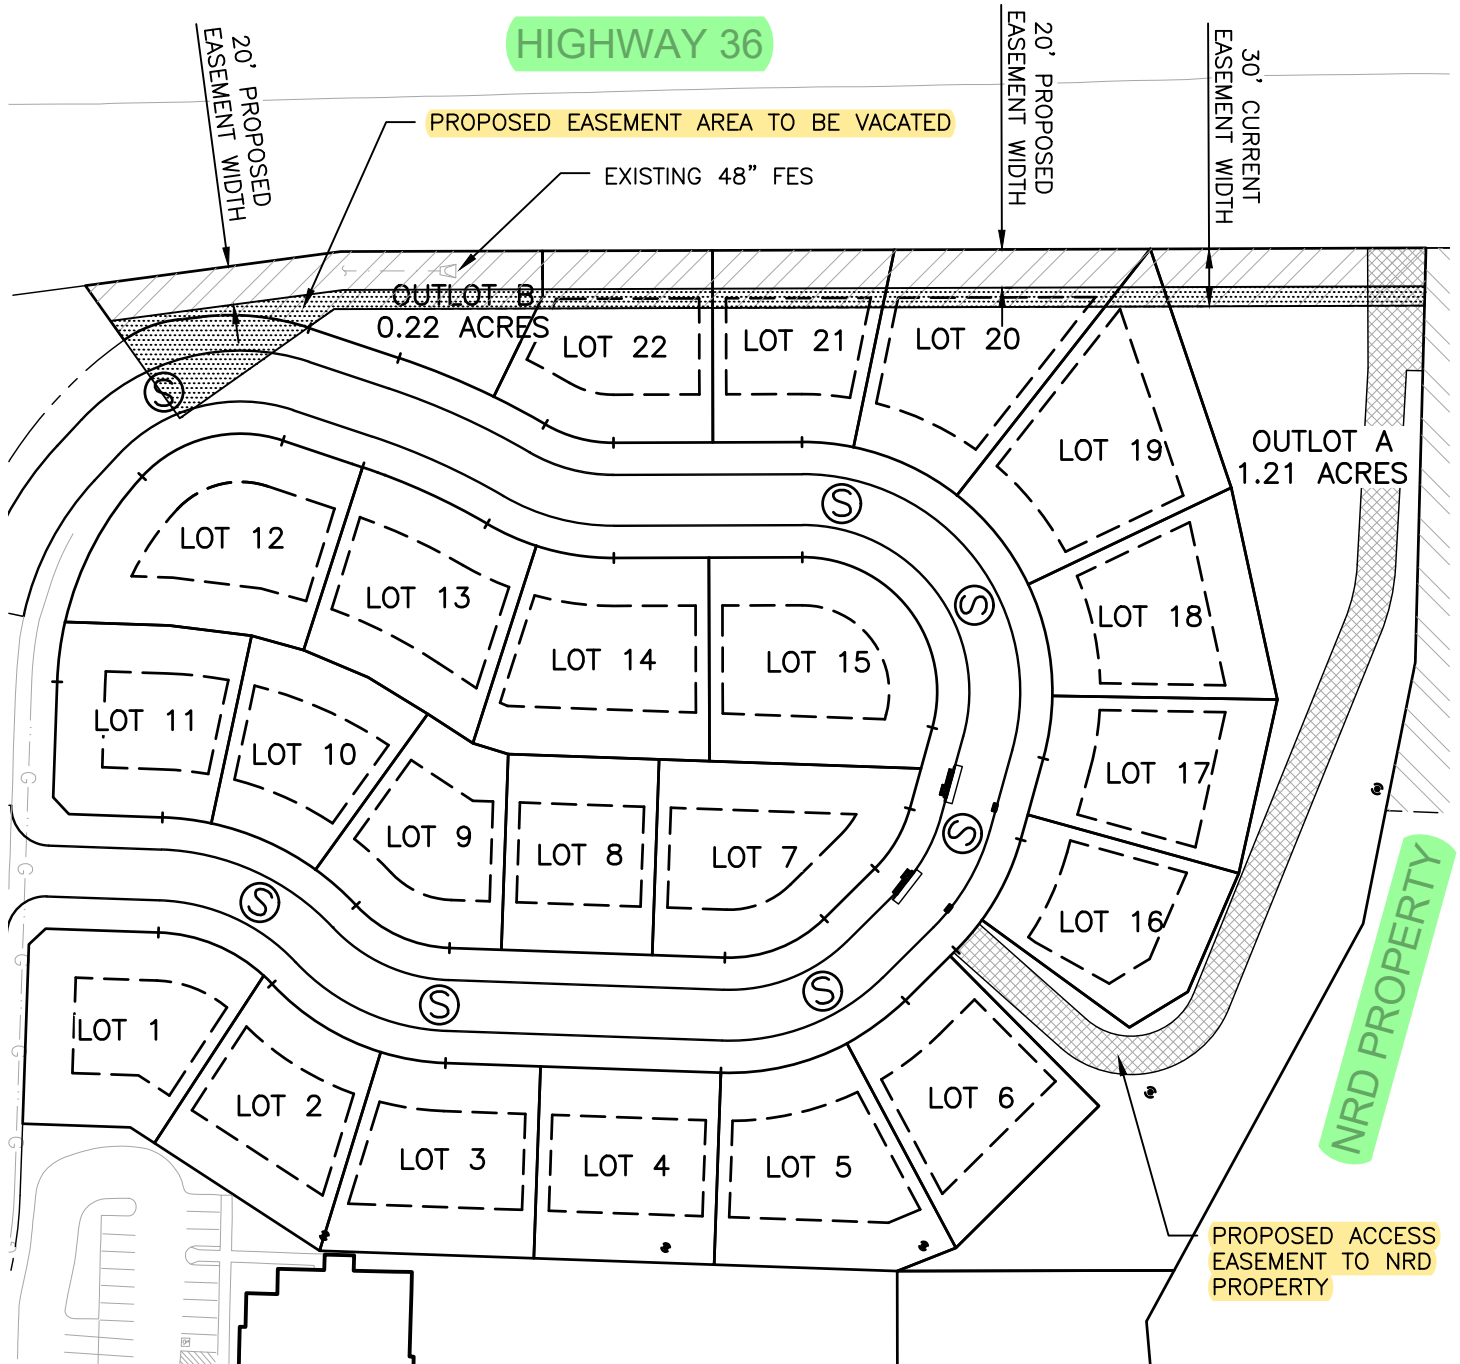 HIGHWAY 36
20' PROPOSED
EASEMENT WIDTH
20' PROPOSED
EASEMENT WIDTH
30' CURRENT
EASEMENT WIDTH
PROPOSED EASEMENT AREA TO BE VACATED
EXISTING 48" FES
OUTLOT B
0.22 ACRES
LOT 22
LOT 21
LOT 20
LOT 19
OUTLOT A
1.21 ACRES
S
S
LOT 12
LOT 13
LOT 14
LOT 15
S
LOT 18
LOT 11
LOT 10
LOT 9
LOT 8
LOT 7
S
LOT 17
LOT 16
G
G
S
S
S
G
G
G
G
LOT 1
LOT 2
LOT 3
LOT 4
LOT 5
LOT 6
NRD PROPERTY
PROPOSED ACCESS
EASEMENT TO NRD
PROPERTY